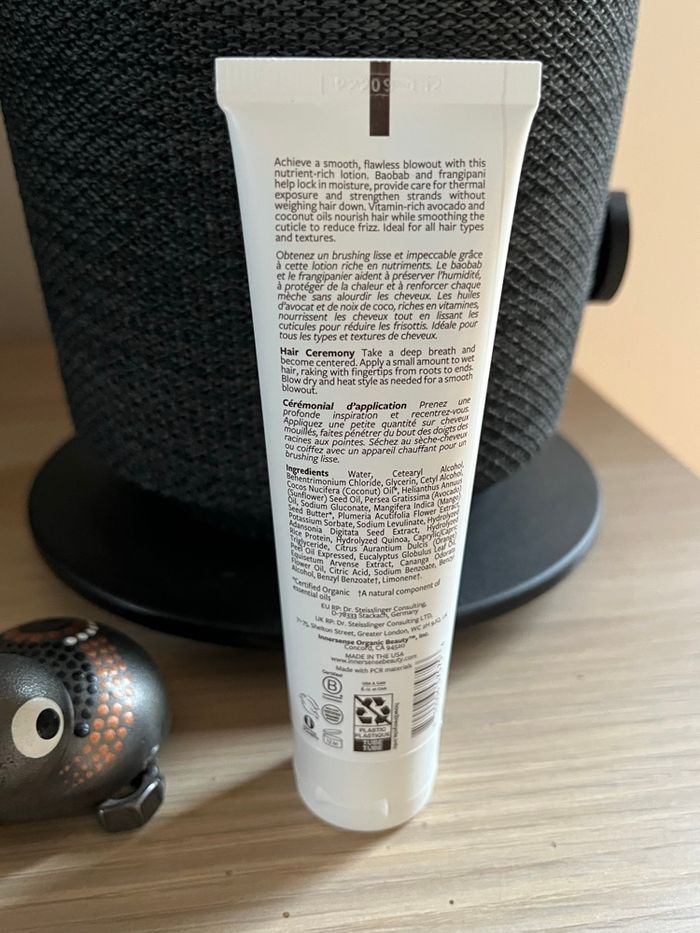 Achieve a smooth, flawless blowout with this
nutrient-rich lotion. Baobab and frangipani
help lock in moisture, provide care for thermal
exposure and strengthen strands without
weighing hair down. Vitamin-rich avocado and
coconut oils nourish hair while smoothing the
cuticle to reduce frizz. Ideal for all hair types
and textures.
Obtenez un brushing lisse et impeccable grâce
à cette lotion riche en nutriments. Le baobab
et le frangipanier aident à préserver l'humidité,
à protéger de la chaleur et à renforcer chaque
mèche sans alourdir les cheveux. Les huiles
d'avocat et de noix de coco, riches en vitamines,
nourrissent les cheveux tout en lissant les
cuticules pour réduire les frisottis. Idéale pour
tous les types et textures de cheveux.
Hair Ceremony Take a deep breath and
become centered. Apply a small amount to wet
hair, raking with fingertips from roots to ends.
Blow dry and heat style as needed for a smooth
blowout.
Cérémonial d'application Prenez une
profonde inspiration et recentrez-vous.
Appliquez une petite quantité sur cheveux
mouillés, faites pénétrer du bout des doigts des
racines aux pointes. Séchez au sèche-cheveux
ou coiffez avec un appareil chauffant pour un
brushing lisse.
Ingredients Water, Cetearyl Alcohol,
Behentrimonium Chloride, Glycerin, Cetyl Alcohol,
Cocos Nucifera (Coconut) Oil*, Helianthus Annuus
(Sunflower) Seed Oil, Persea Gratissima (Avocado)
Oil, Sodium Gluconate, Mangifera Indica (Mango)
Seed Butter*, Plumeria Acutifolia Flower Extract,
Potassium Sorbate, Sodium Levulinate, Hydrolyzed
Adansonia Digitata Seed Extract, Hydrolyzed
Rice Protein, Hydrolyzed Quinoa, Caprylic/Capric
Triglyceride, Citrus Aurantium Dulcis (Orange)
Peel Oil Expressed, Eucalyptus Globulus Leaf Oil,
Equisetum Arvense Extract, Cananga Odorata
Flower Oil, Citric Acid, Sodium Benzoate, Benzyl
Alcohol, Benzyl Benzoate†, Limonene†.
*Certified Organic †A natural component of
essential oils
EU RP: Dr. Steisslinger Consulting,
D-78333 Stockach, Germany
UK RP: Dr. Steisslinger Consulting LTD,
71-75, Shelton Street, Greater London, WC 2H 9JQ, UK
Innersense Organic Beauty™, Inc.
Concord, CA 94520
MADE IN THE USA
www.innersensebeauty.com
Made with PCR materials
Certified
B
Corporation
PLASTIC
PLASTIQUE
TUBE
TUBE
how2recycle.info